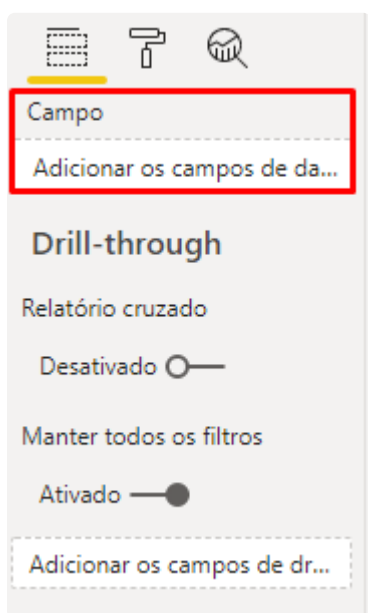 Campo
Adicionar os campos de da...
Drill-through
Relatório cruzado
Desativado
Manter todos os filtros
Ativado
Adicionar os campos de dr...